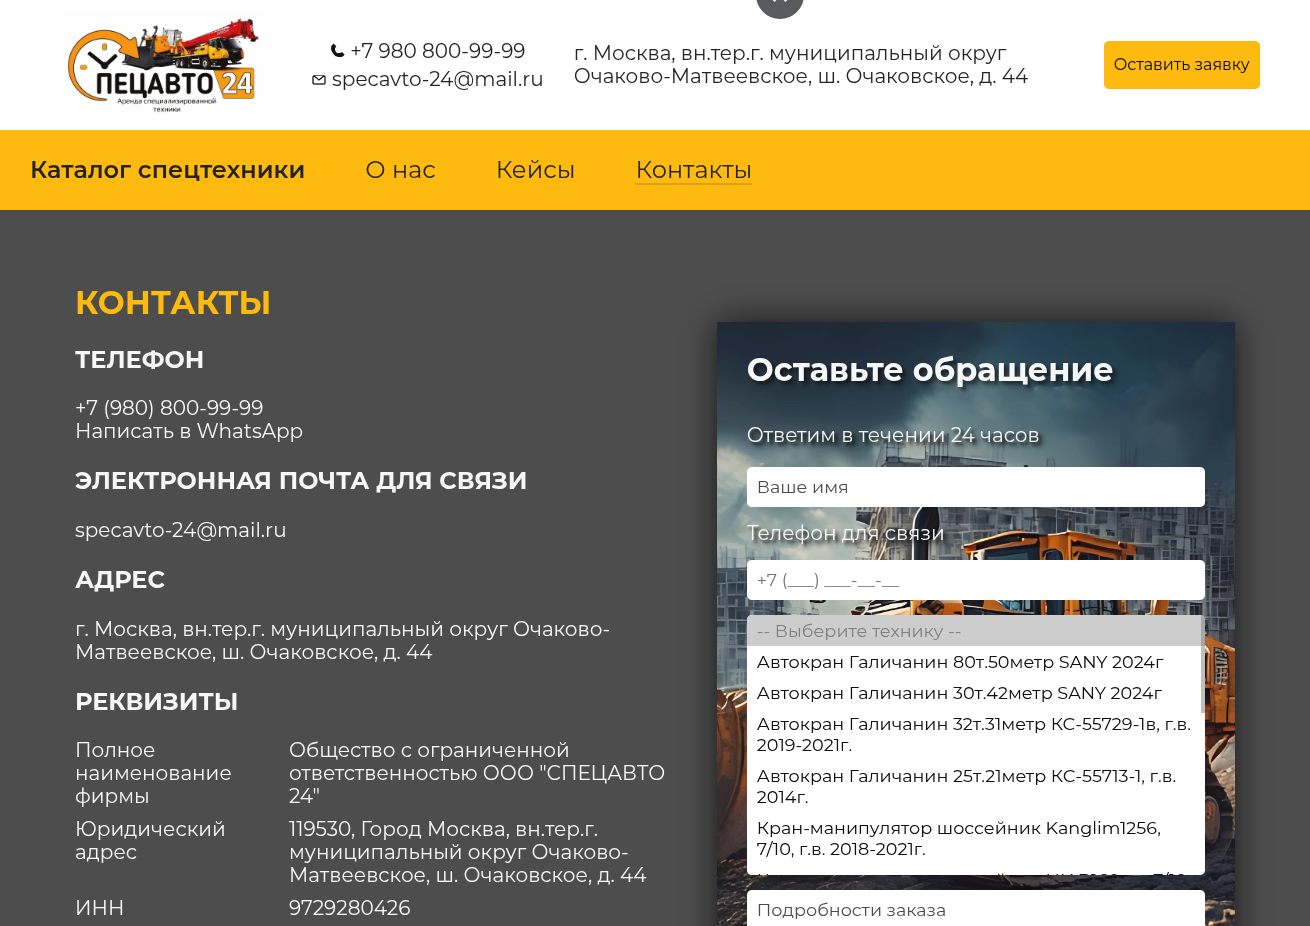 ПЕЦАВТО 24
Аренда специализированной
техники
+7 980 800-99-99
specavto-24@mail.ru
г. Москва, вн.тер.г. муниципальный округ
Очаково-Матвеевское, ш. Очаковское, д. 44
Оставить заявку
Каталог спецтехники
О нас
Кейсы
Контакты
КОНТАКТЫ
ТЕЛЕФОН
+7 (980) 800-99-99
Написать в WhatsApp
ЭЛЕКТРОННАЯ ПОЧТА ДЛЯ СВЯЗИ
specavto-24@mail.ru
АДРЕС
г. Москва, вн.тер.г. муниципальный округ Очаково-
Матвеевское, ш. Очаковское, д. 44
РЕКВИЗИТЫ
Полное
наименование
фирмы
Общество с ограниченной
ответственностью ООО "СПЕЦАВТО
24"
Юридический
адрес
119530, Город Москва, вн.тер.г.
муниципальный округ Очаково-
Матвеевское, ш. Очаковское, д. 44
ИНН
9729280426
Оставьте обращение
Ответим в течении 24 часов
Ваше имя
Телефон для связи
+7 (___) ___-__-__
-- Выберите технику --
Автокран Галичанин 80т.50метр SANY 2024г
Автокран Галичанин 30т.42метр SANY 2024г
Автокран Галичанин 32т.31метр КС-55729-1в, г.в.
2019-2021г.
Автокран Галичанин 25т.21метр КС-55713-1, г.в.
2014г.
Кран-манипулятор шоссейник Kanglim1256,
7/10, г.в. 2018-2021г.
Подробности заказа